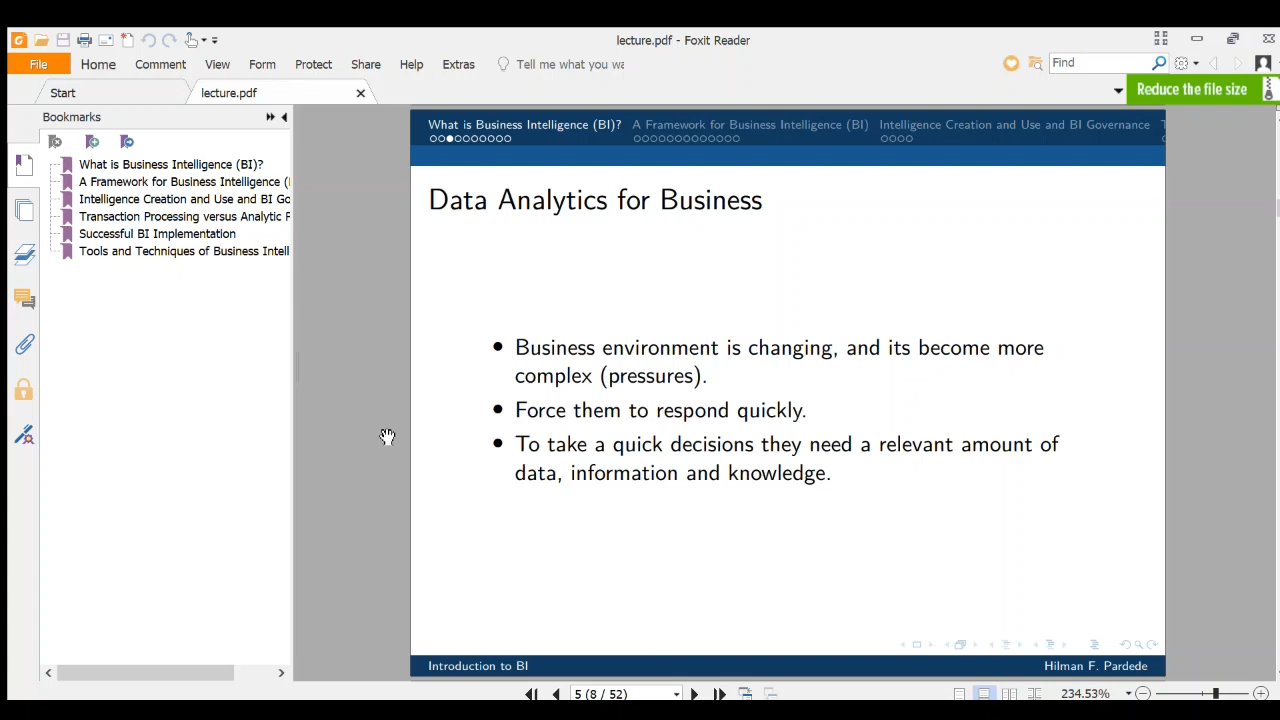 lecture.pdf - Foxit Reader
File Home Comment View Form Protect Share Help Extras Tell me what you wa Find
Start lecture.pdf Reduce the file size
Bookmarks
What is Business Intelligence (BI)?
A Framework for Business Intelligence (
Intelligence Creation and Use and BI Go
Transaction Processing versus Analytic P
Successful BI Implementation
Tools and Techniques of Business Intell
What is Business Intelligence (BI)? A Framework for Business Intelligence (BI) Intelligence Creation and Use and BI Governance T
Data Analytics for Business
• Business environment is changing, and its become more
complex (pressures).
• Force them to respond quickly.
• To take a quick decisions they need a relevant amount of
data, information and knowledge.
Introduction to BI Hilman F. Pardede
5 (8 / 52) 234.53%